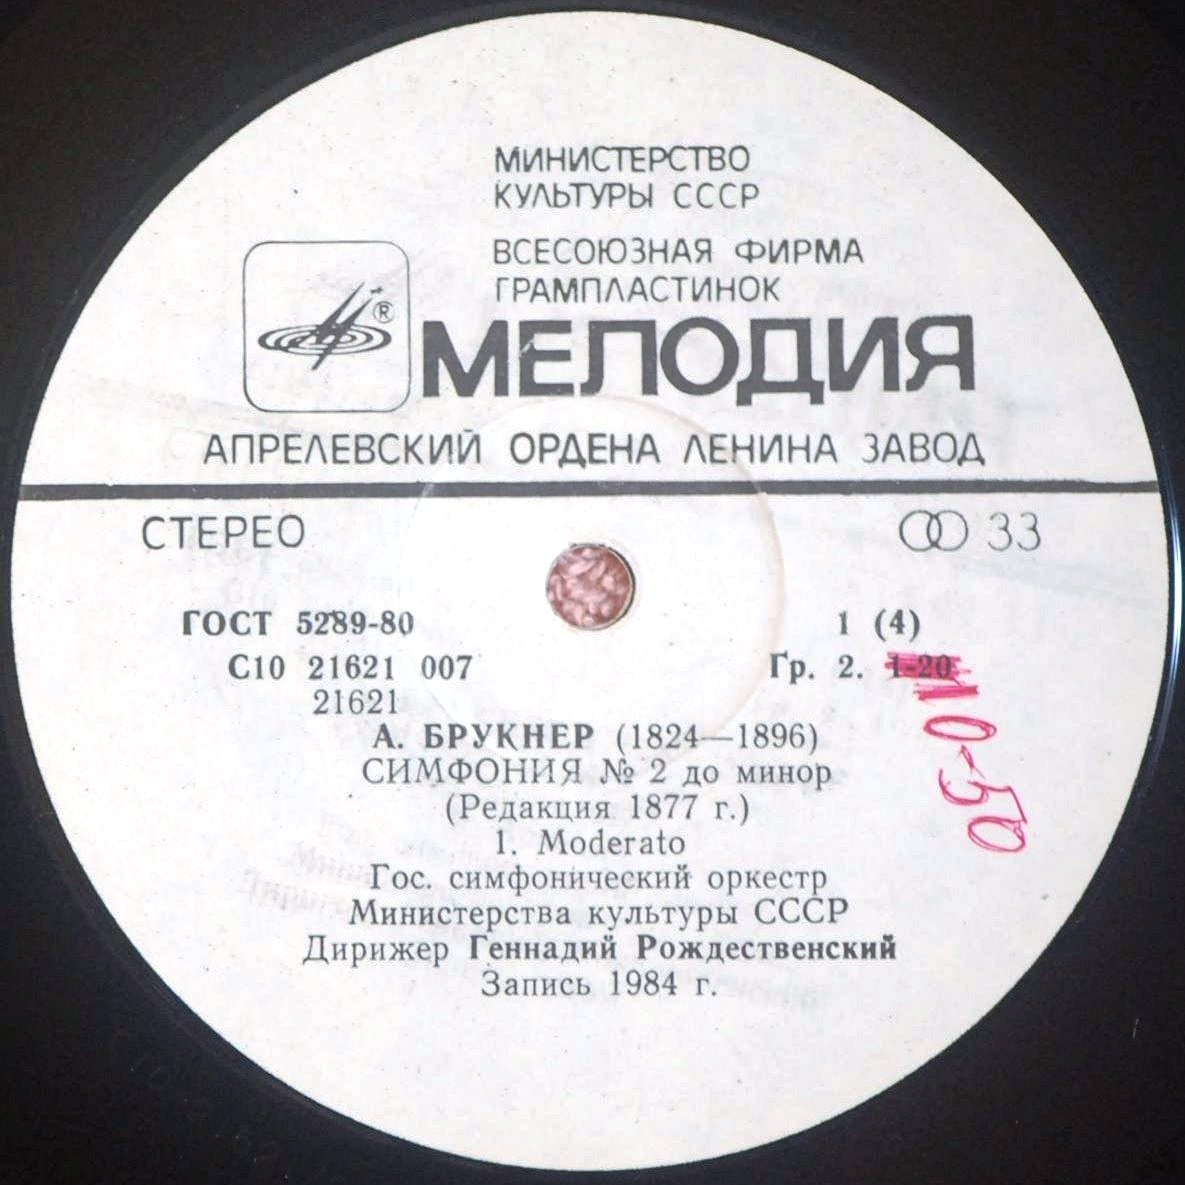 МИНИСТЕРСТВО
КУЛЬТУРЫ СССР
ВСЕСОЮЗНАЯ ФИРМА
ГРАМПЛАСТИНОК
®
МЕЛОДИЯ
АПРЕЛЕВСКИЙ ОРДЕНА ЛЕНИНА ЗАВОД
СТЕРЕО
33
ГОСТ 5289-80
1 (4)
С10 21621 007
Гр. 2. 1-20
21621
0-50
А. БРУКНЕР (1824—1896)
СИМФОНИЯ № 2 до минор
(Редакция 1877 г.)
1. Moderato
Гос. симфонический оркестр
Министерства культуры СССР
Дирижер Геннадий Рождественский
Запись 1984 г.